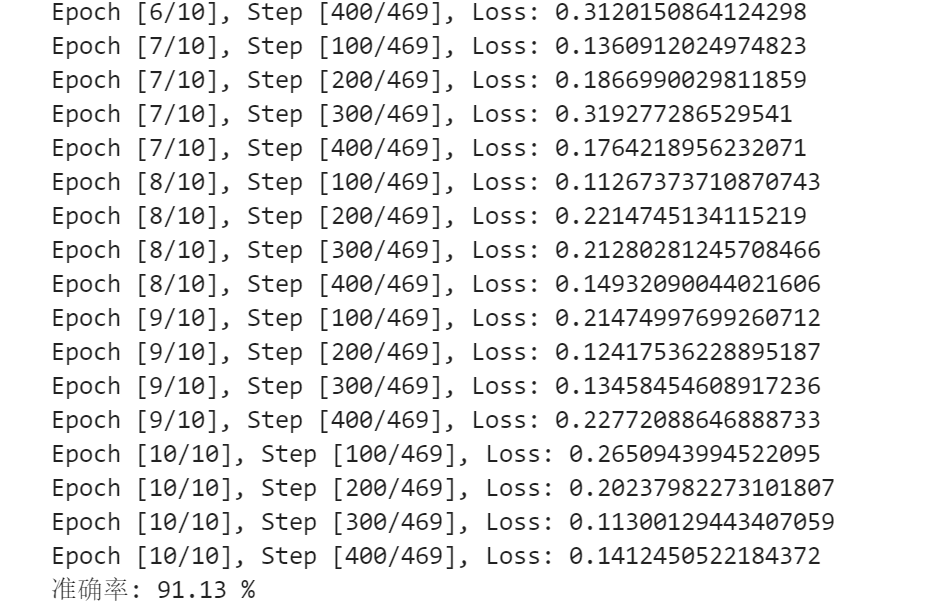 Epoch [6/10], Step [400/469], Loss: 0.3120150864124298
Epoch [7/10], Step [100/469], Loss: 0.1360912024974823
Epoch [7/10], Step [200/469], Loss: 0.1866990029811859
Epoch [7/10], Step [300/469], Loss: 0.319277286529541
Epoch [7/10], Step [400/469], Loss: 0.1764218956232071
Epoch [8/10], Step [100/469], Loss: 0.11267373710870743
Epoch [8/10], Step [200/469], Loss: 0.2214745134115219
Epoch [8/10], Step [300/469], Loss: 0.21280281245708466
Epoch [8/10], Step [400/469], Loss: 0.14932090044021606
Epoch [9/10], Step [100/469], Loss: 0.21474997699260712
Epoch [9/10], Step [200/469], Loss: 0.12417536228895187
Epoch [9/10], Step [300/469], Loss: 0.13458454608917236
Epoch [9/10], Step [400/469], Loss: 0.22772088646888733
Epoch [10/10], Step [100/469], Loss: 0.2650943994522095
Epoch [10/10], Step [200/469], Loss: 0.20237982273101807
Epoch [10/10], Step [300/469], Loss: 0.11300129443407059
Epoch [10/10], Step [400/469], Loss: 0.1412450522184372
准确率: 91.13 %